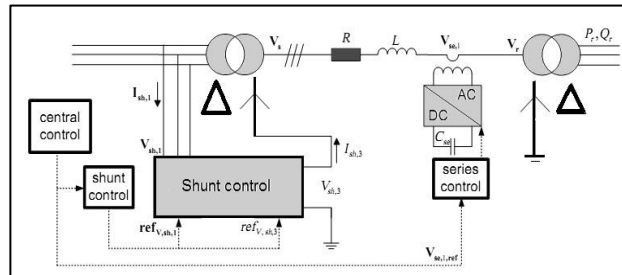 V_s
R
L
V_se,1
V_r
P_r, Q_r
I_sh,1
AC
DC
C_se
central
control
V_sh,1
I_sh,3
shunt
control
Shunt control
V_sh,3
series
control
ref_V,sh,1
ref_V,sh,3
V_se,1,ref